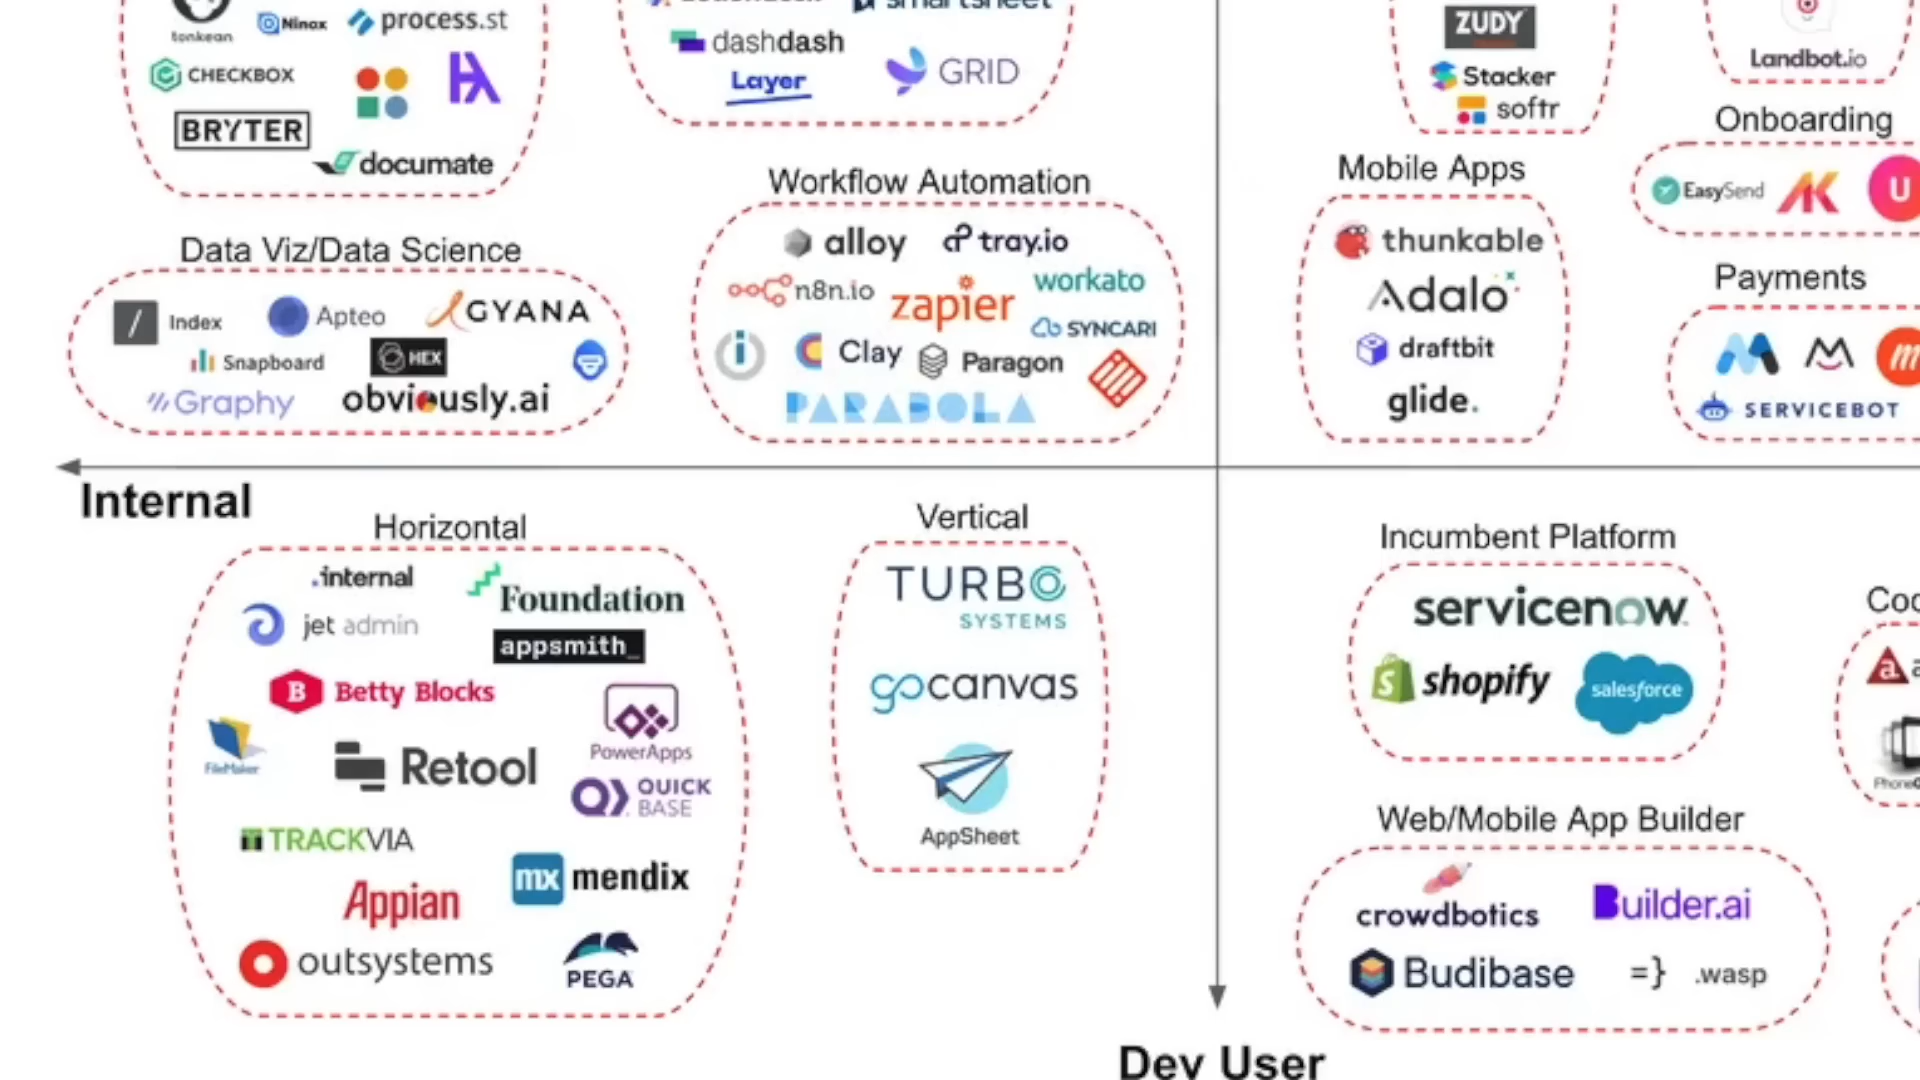 tonkean
Ninox
process.st
CHECKBOX
BRYTER
documate
smartsheet
dashdash
Layer
GRID
ZUDY
Stacker
softr
Landbot.io
Onboarding
EasySend
U
Mobile Apps
thunkable
Adalo
draftbit
glide.
Payments
SERVICEBOT
Workflow Automation
alloy
tray.io
n8n.io
zapier
workato
SYNCARI
Clay
Paragon
PARABOLA
Data Viz/Data Science
/ Index
Apteo
GYANA
Snapboard
HEX
Graphy
obviously.ai
Internal
Horizontal
.internal
Foundation
jet admin
appsmith_
B Betty Blocks
PowerApps
FileMaker
Retool
QUICK
BASE
TRACKVIA
mx mendix
Appian
outsystems
PEGA
Vertical
TURBO
SYSTEMS
gocanvas
AppSheet
Incumbent Platform
servicenow
shopify
salesforce
Web/Mobile App Builder
crowdbotics
Builder.ai
Budibase
=} .wasp
Dev User